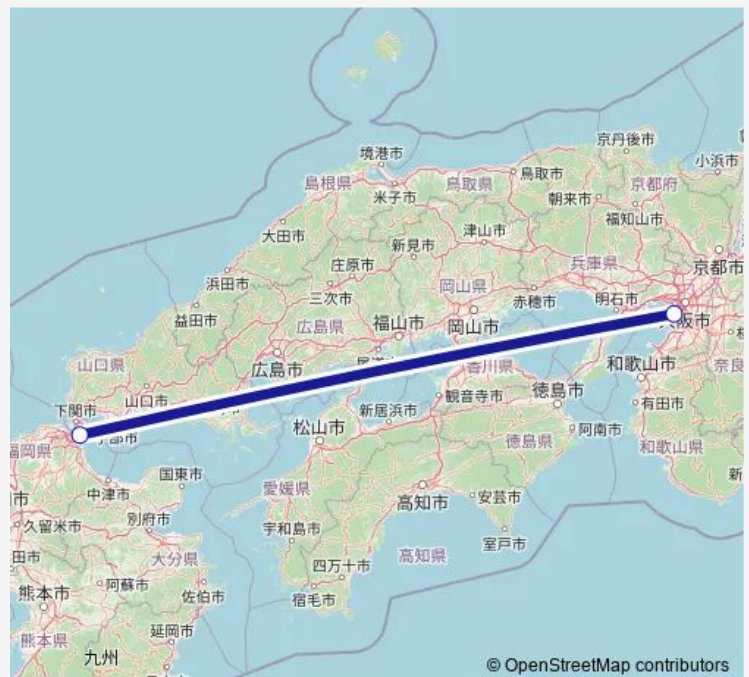 京丹後市
境港市
小浜市
鳥取市
島根県
鳥取県
京都府
米子市
朝来市
福知山市
大田市
津山市
新見市
京都市
庄原市
兵庫県
浜田市
岡山県
三次市
赤穂市
明石市
益田市
広島県
福山市
岡山市
大阪市
山口県
広島市
香川県
和歌山市
奈良
徳島市
観音寺市
山口市
下関市
新居浜市
有田市
松山市
阿南市
宇部市
福岡県
徳島県
和歌山県
国東市
新
中津市
愛媛県
安芸市
高知市
別府市
久留米市
宇和島市
室戸市
大分県
高知県
田市
四万十市
阿蘇市
熊本市
佐伯市
宿毛市
延岡市
熊本県
九州
© OpenStreetMap contributors